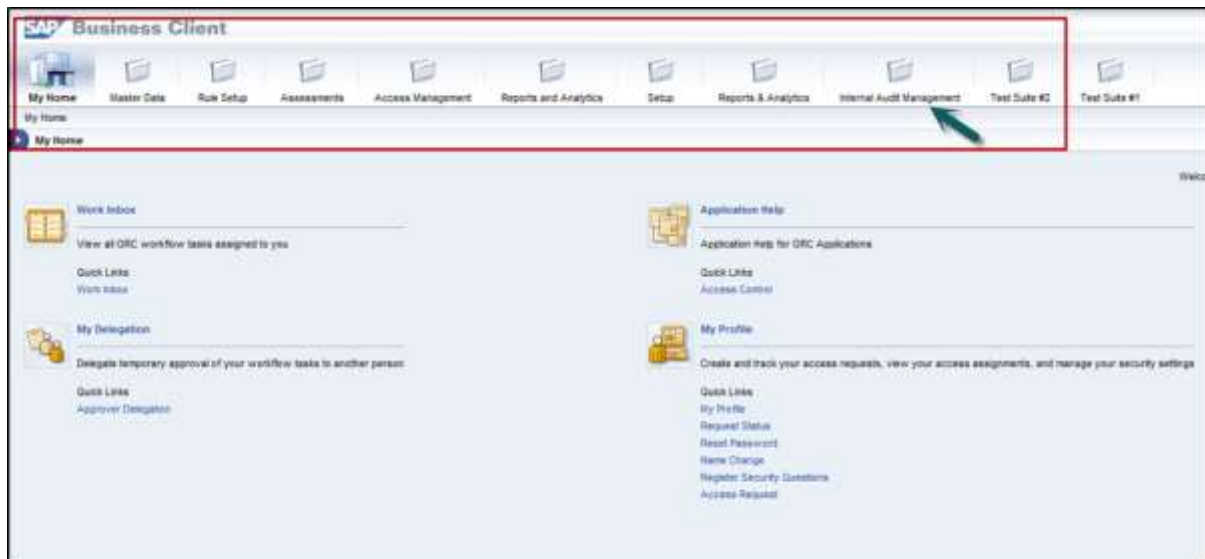 SAP Business Client
My Home Master Data Rule Setup Assessments Access Management Reports and Analytics Setup Reports & Analytics Internal Audit Management Test Suite #2 Test Suite #1
My Home
My Home
Welco
Work Inbox
View all GRC workflow tasks assigned to you
Quick Links
Work Inbox
Application Help
Application Help for GRC Applications
Quick Links
Access Control
My Delegation
Delegate temporary approval of your workflow tasks to another person
Quick Links
Approver Delegation
My Profile
Create and track your access requests, view your access assignments, and manage your security settings
Quick Links
My Profile
Request Status
Reset Password
Name Change
Register Security Questions
Access Request